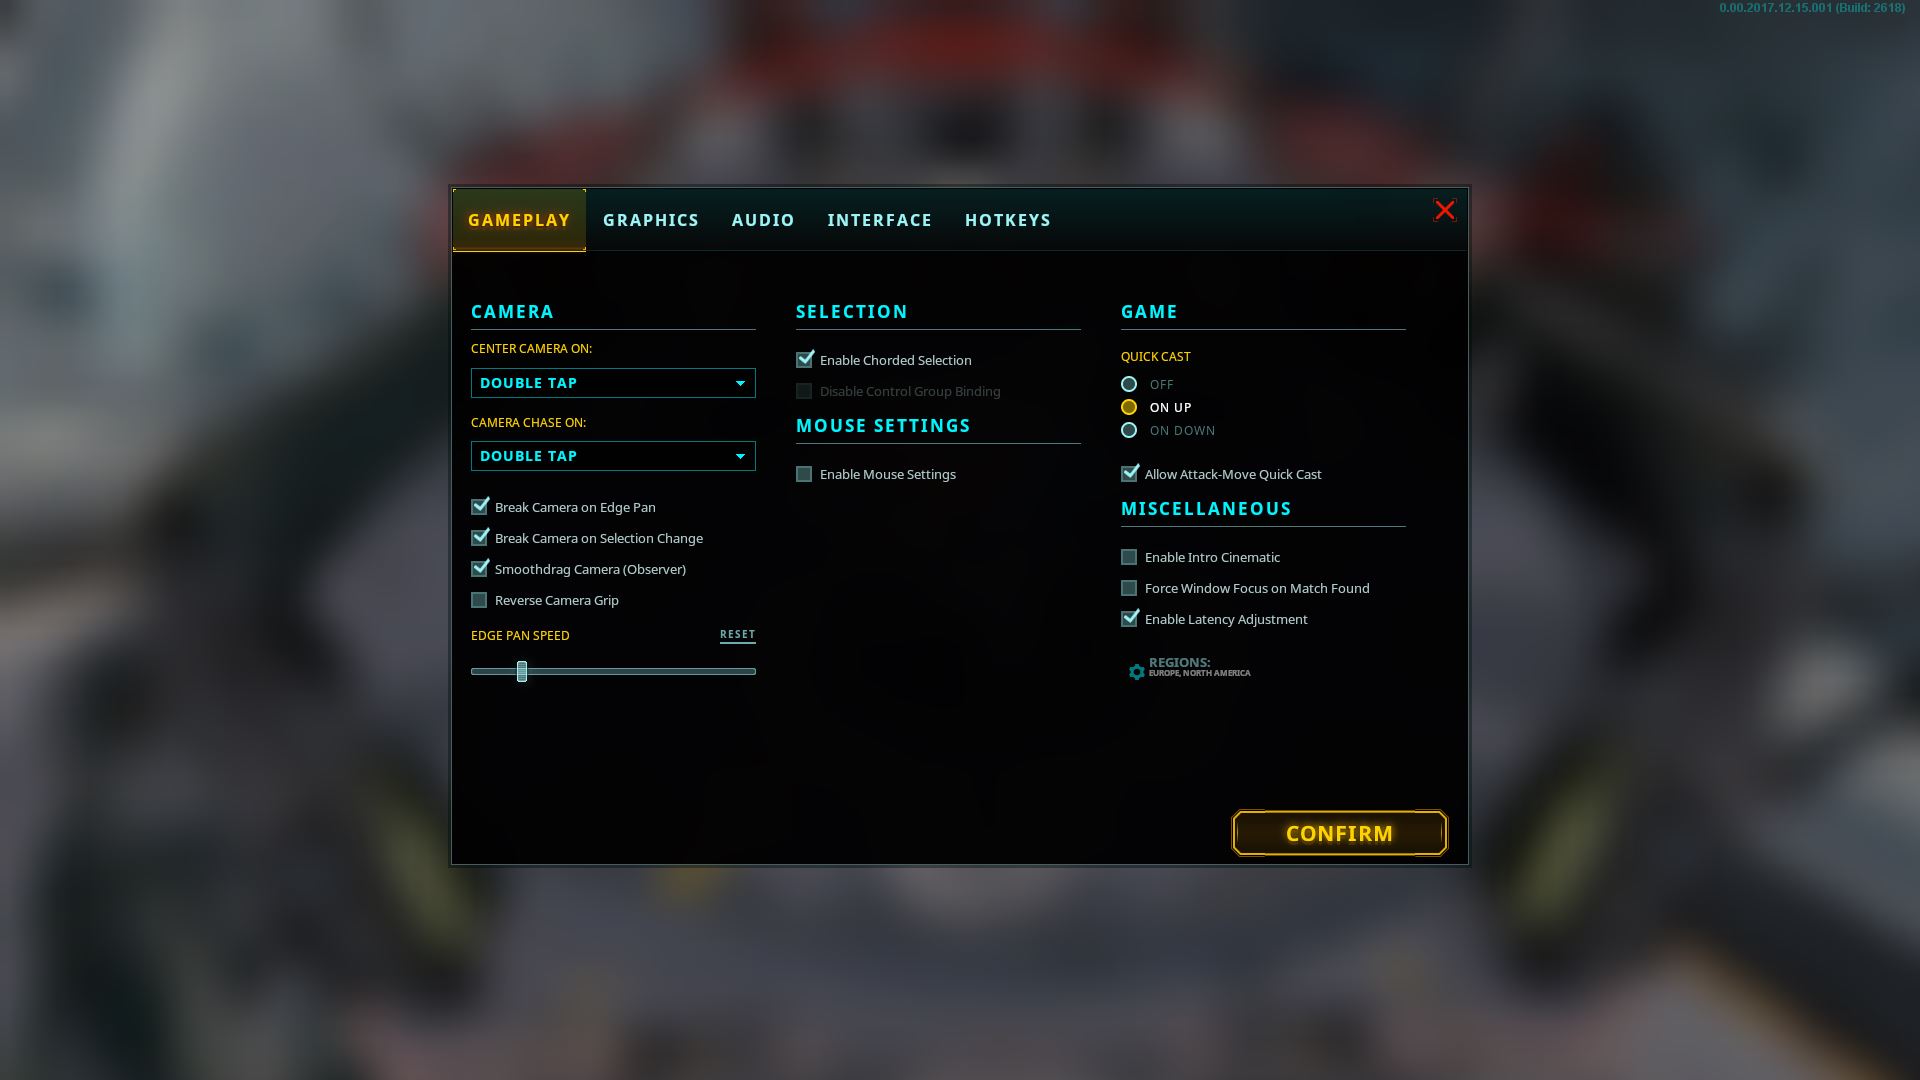 0.00.2017.12.15.001 (Build: 2618)
GAMEPLAY GRAPHICS AUDIO INTERFACE HOTKEYS
CAMERA
CENTER CAMERA ON:
DOUBLE TAP
CAMERA CHASE ON:
DOUBLE TAP
Break Camera on Edge Pan
Break Camera on Selection Change
Smoothdrag Camera (Observer)
Reverse Camera Grip
EDGE PAN SPEED RESET
SELECTION
Enable Chorded Selection
Disable Control Group Binding
MOUSE SETTINGS
Enable Mouse Settings
GAME
QUICK CAST
OFF
ON UP
ON DOWN
Allow Attack-Move Quick Cast
MISCELLANEOUS
Enable Intro Cinematic
Force Window Focus on Match Found
Enable Latency Adjustment
REGIONS:
EUROPE, NORTH AMERICA
CONFIRM